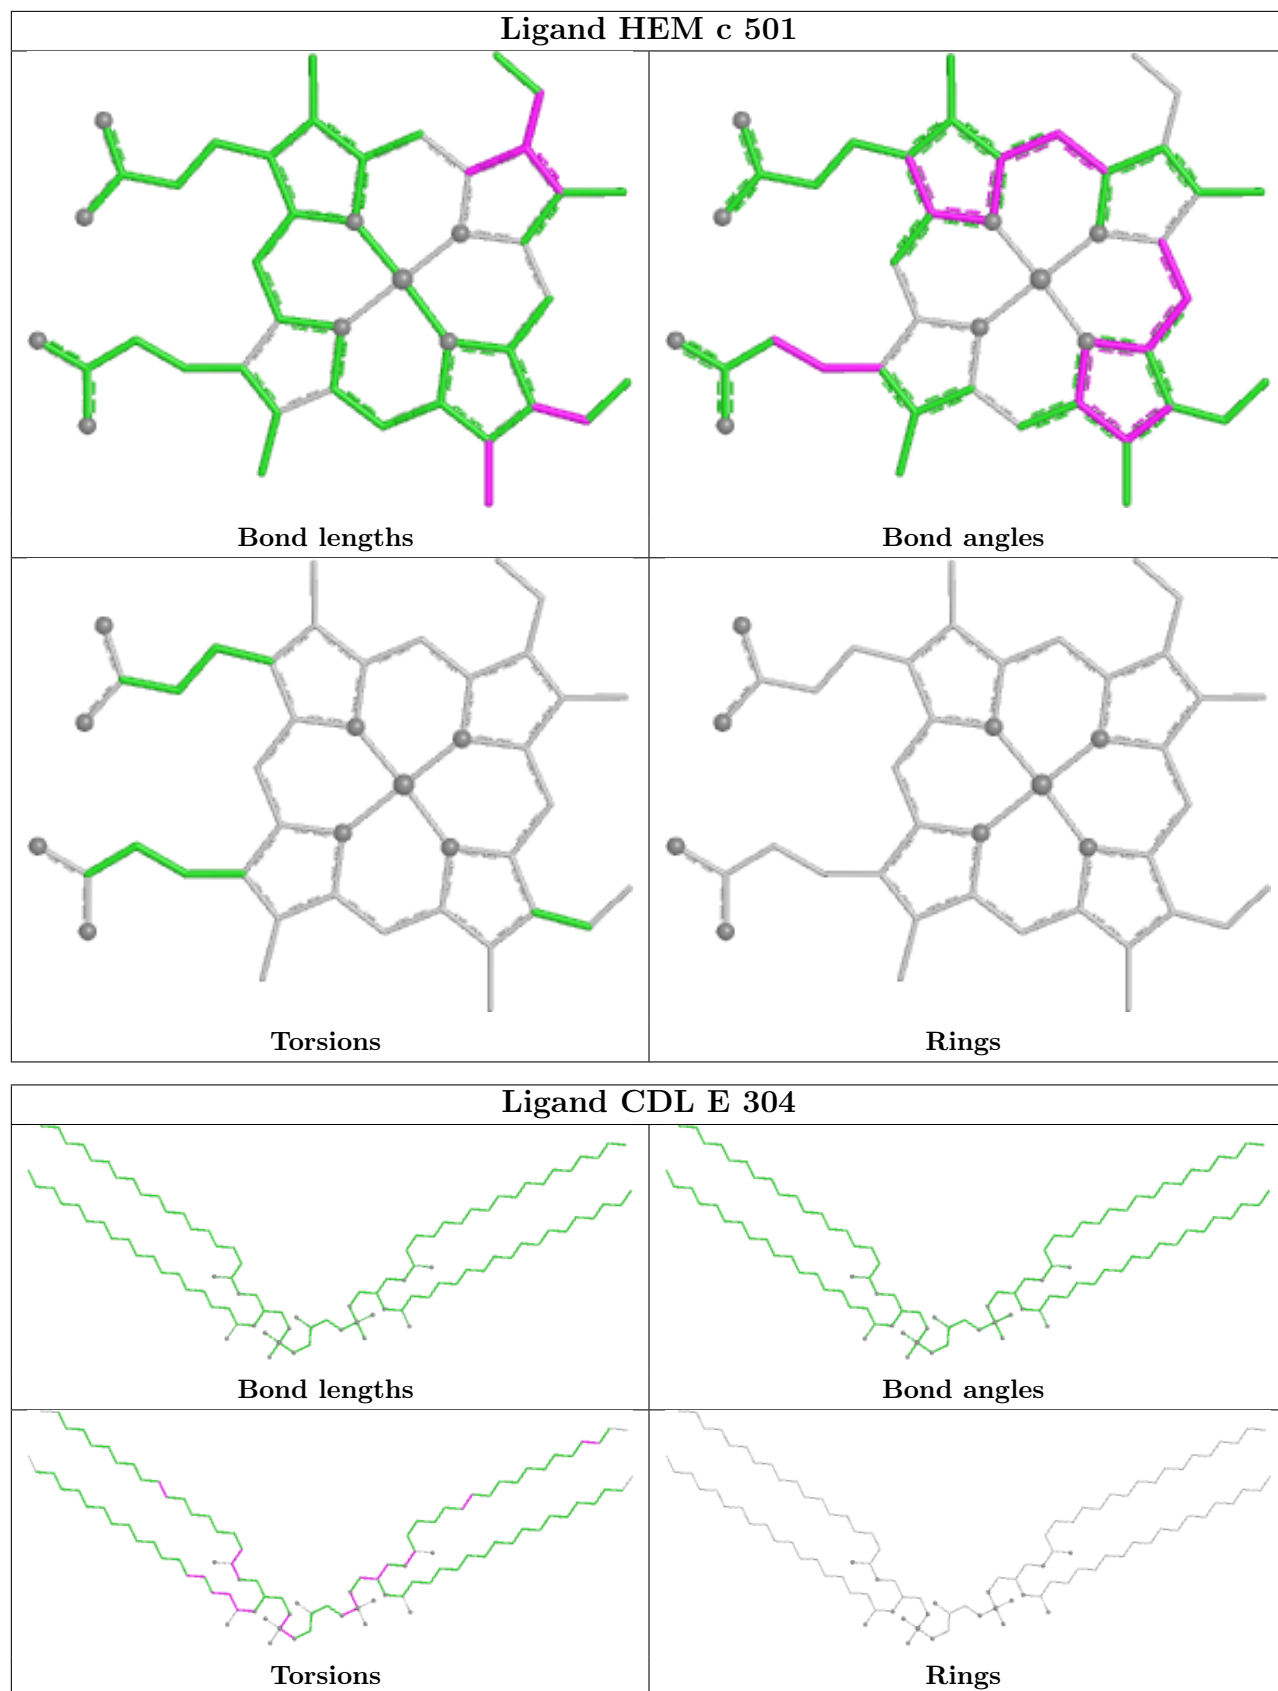 Ligand HEM c 501
Bond lengths
Bond angles
Torsions
Rings
Ligand CDL E 304
Bond lengths
Bond angles
Torsions
Rings